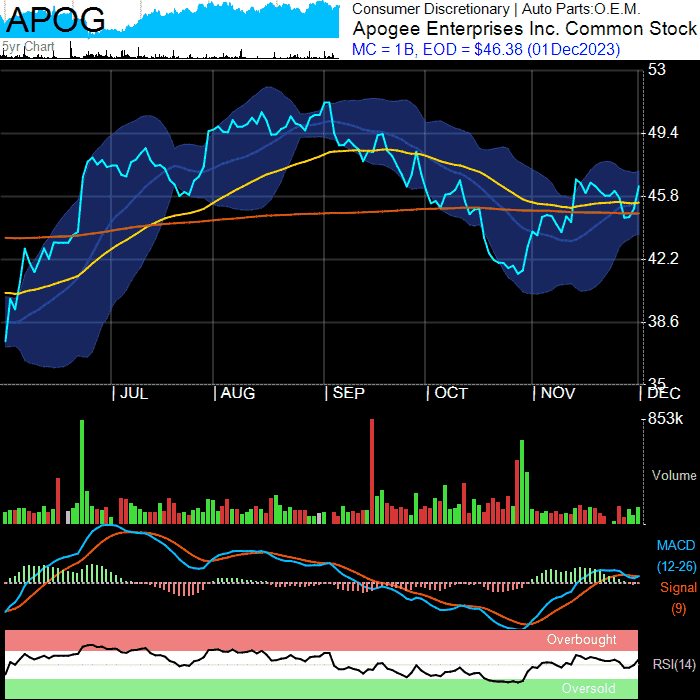 APOG
5yr Chart
Consumer Discretionary | Auto Parts:O.E.M.
Apogee Enterprises Inc. Common Stock
MC = 1B, EOD = $46.38 (01Dec2023)
53
49.4
45.8
42.2
38.6
35
JUL AUG SEP OCT NOV DEC
853k
Volume
MACD
(12-26)
Signal
(9)
Overbought
RSI(14)
Oversold